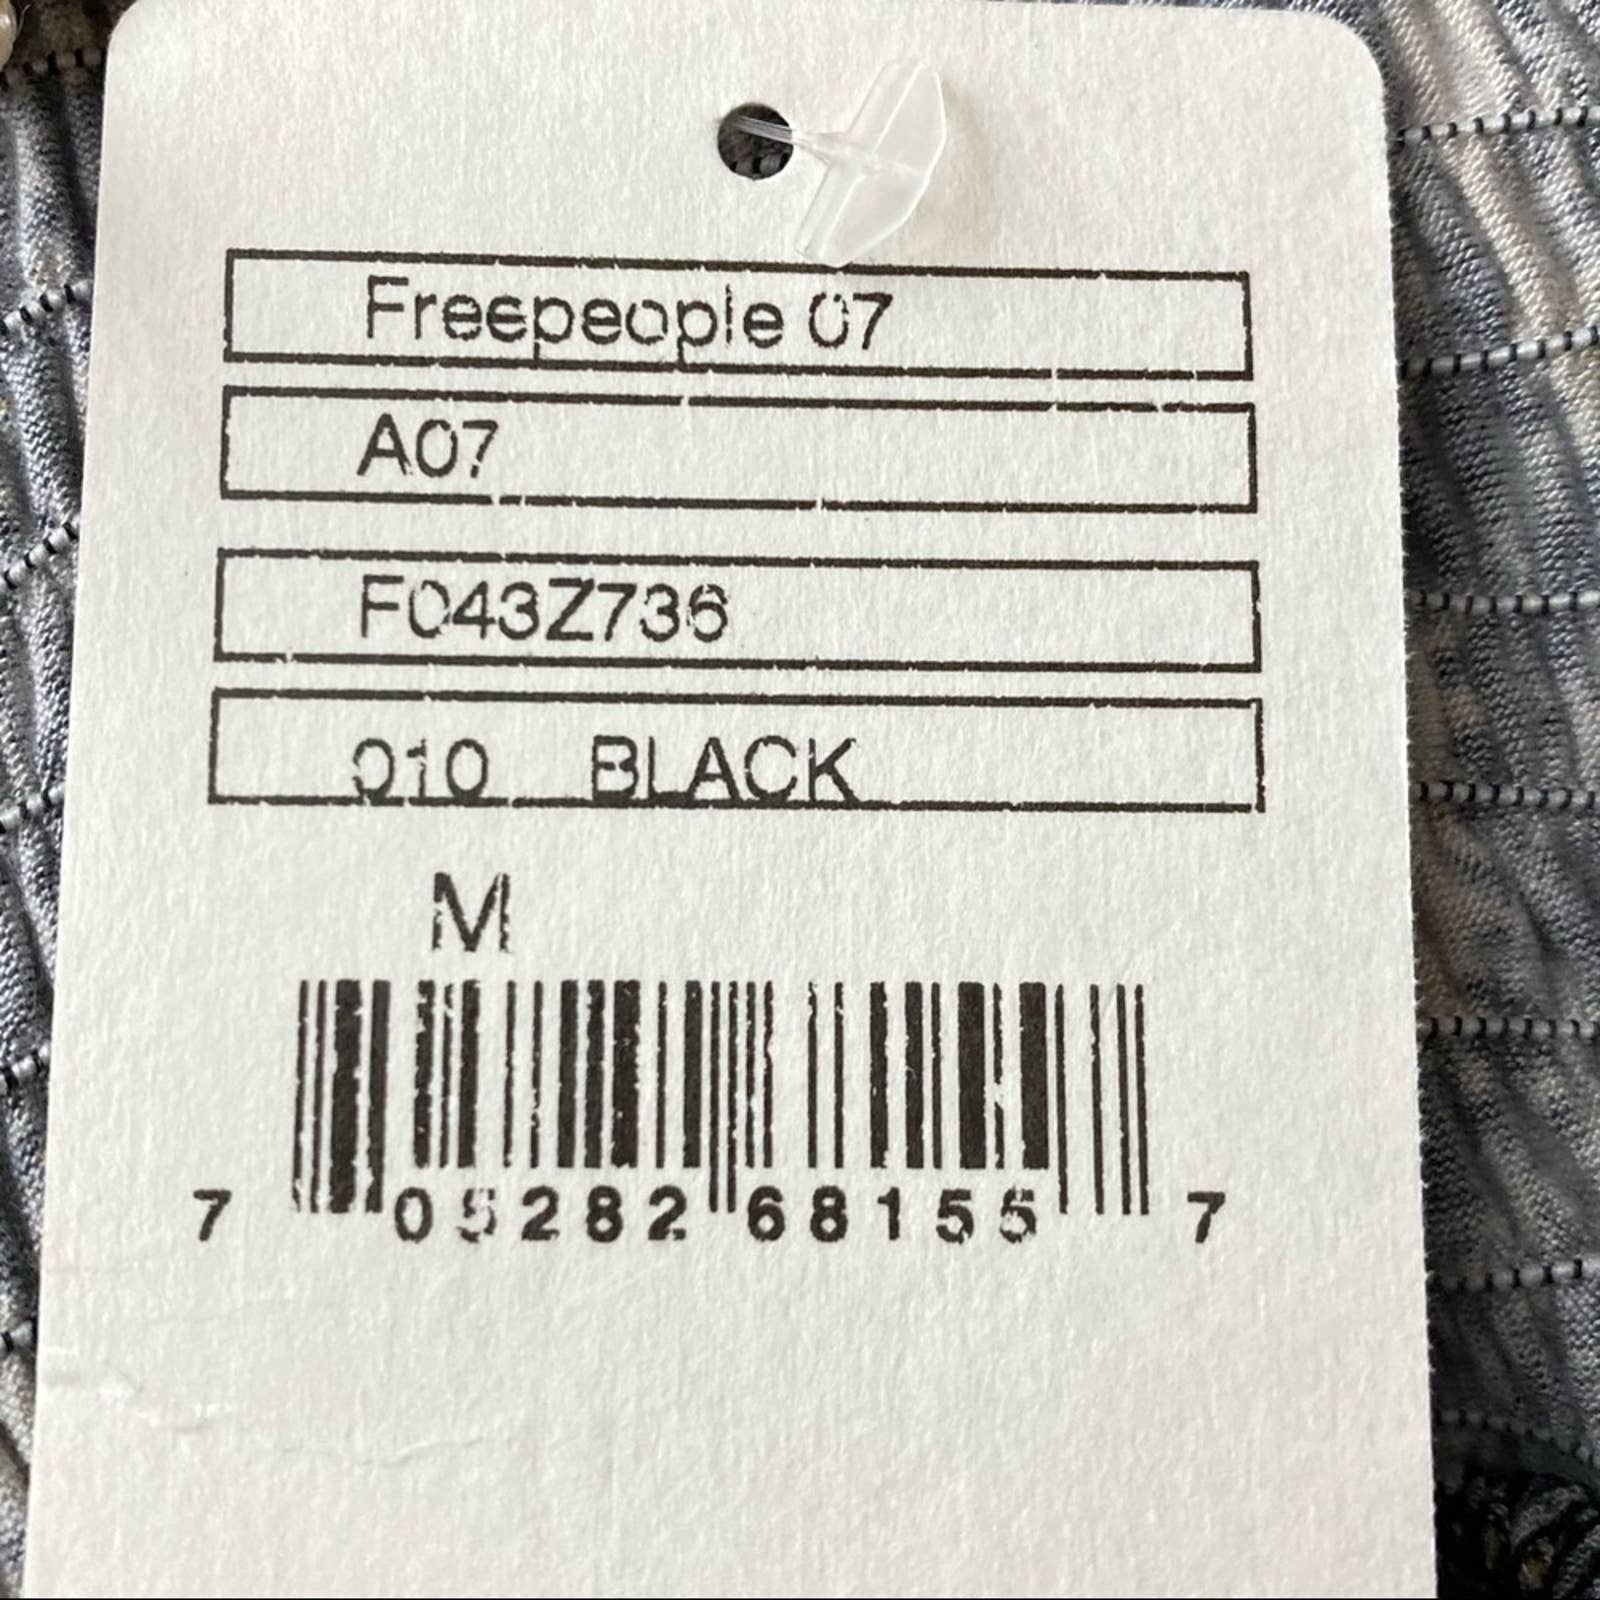 Freepeople 07
A07
F043Z736
010 BLACK
M
7 05282 68155 7